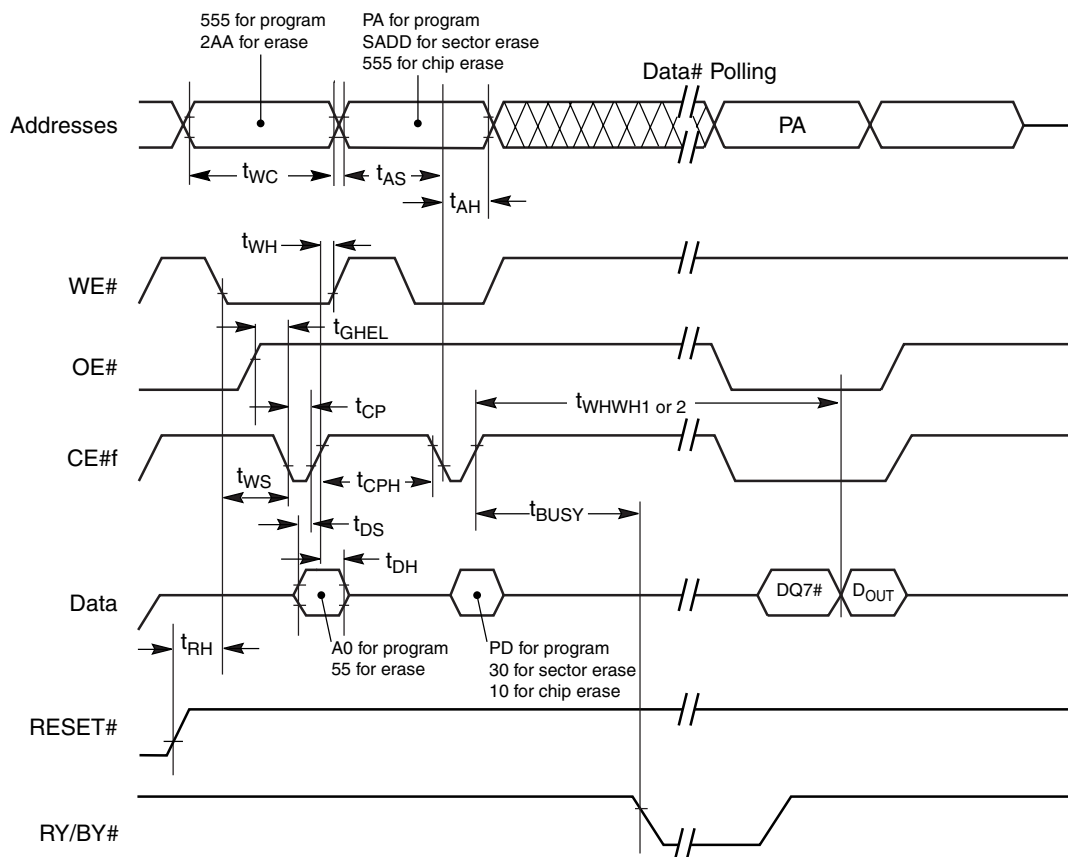 555 for program
2AA for erase
PA for program
SADD for sector erase
555 for chip erase
Data# Polling
Addresses
PA
tWC
tAS
tAH
tWH
WE#
tGHEL
OE#
tWHWH1 or 2
tCP
CE#f
tWS
tCPH
tBUSY
tDS
tDH
Data
DQ7#
DOUT
tRH
A0 for program
55 for erase
PD for program
30 for sector erase
10 for chip erase
RESET#
RY/BY#